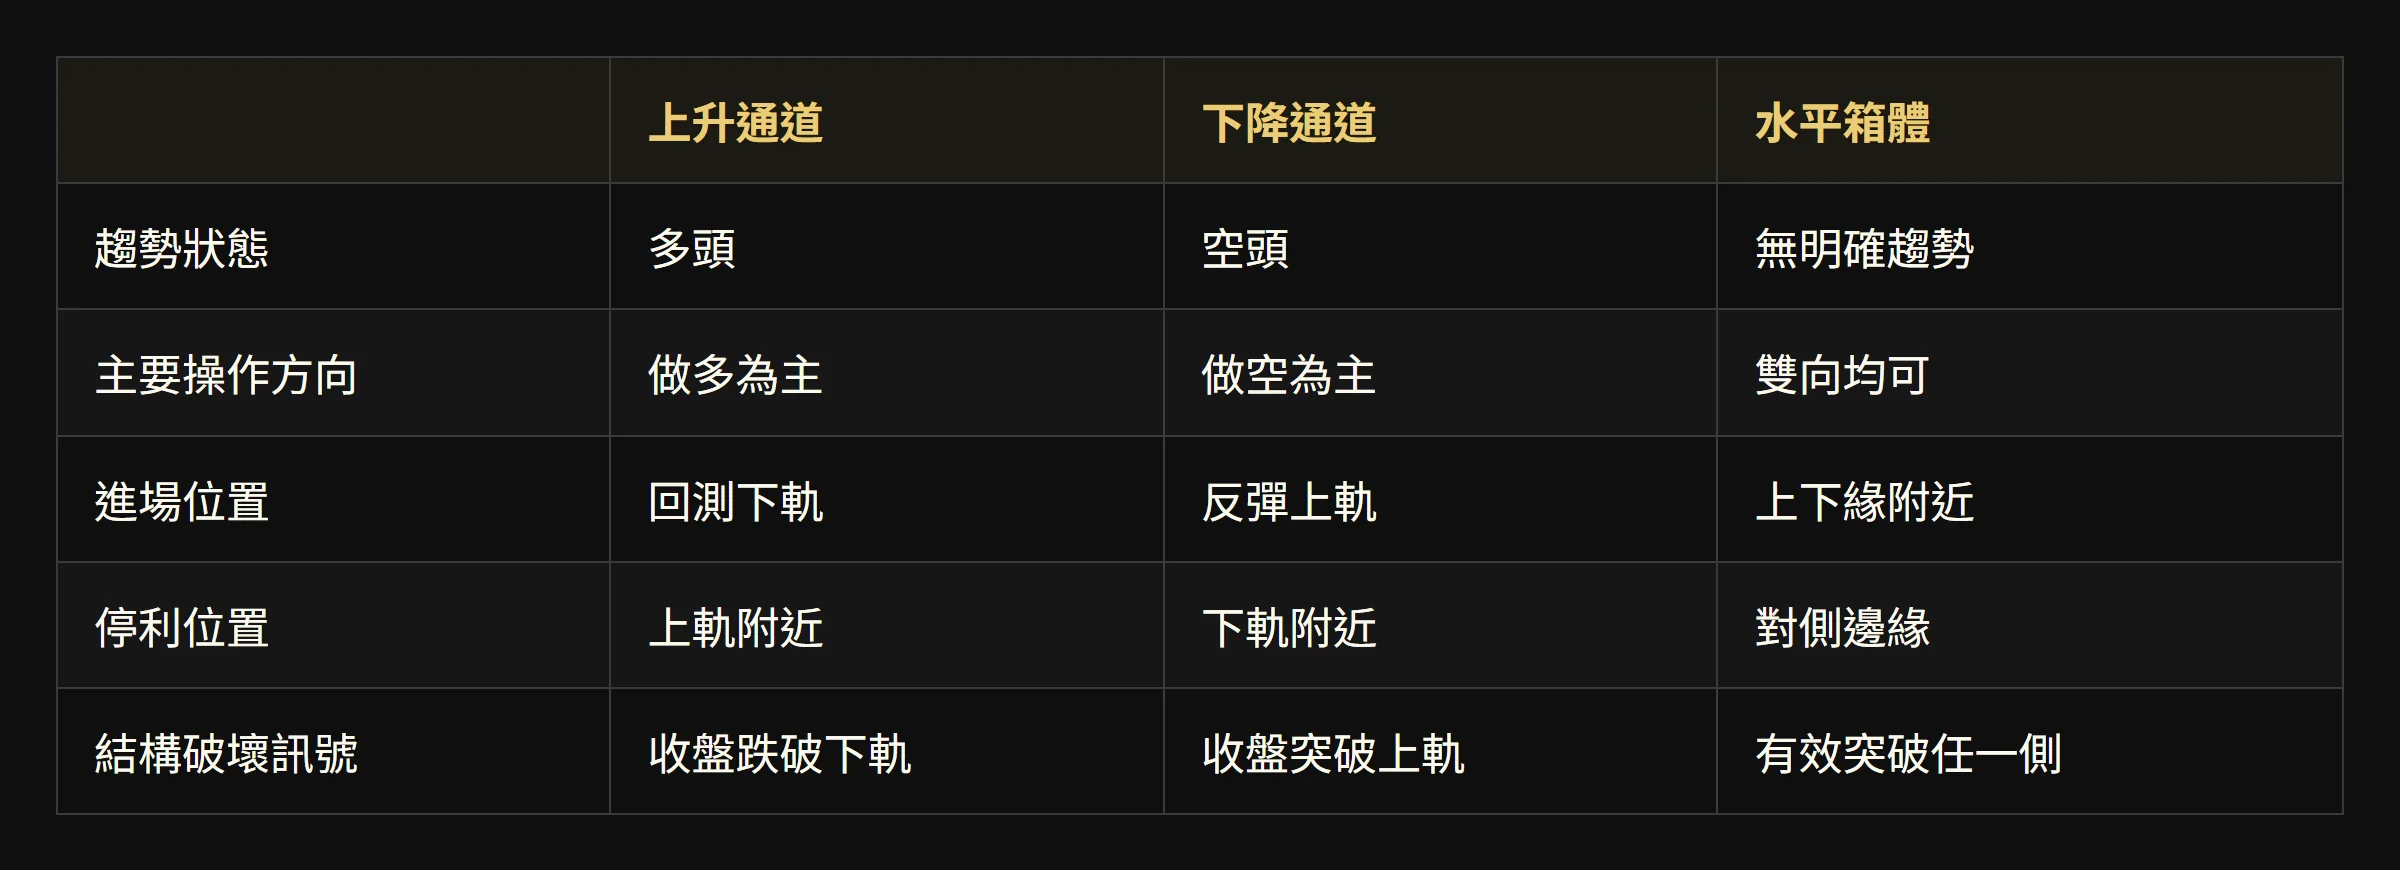 上升通道 下降通道 水平箱體
趨勢狀態 多頭 空頭 無明確趨勢
主要操作方向 做多為主 做空為主 雙向均可
進場位置 回測下軌 反彈上軌 上下緣附近
停利位置 上軌附近 下軌附近 對側邊緣
結構破壞訊號 收盤跌破下軌 收盤突破上軌 有效突破任一側